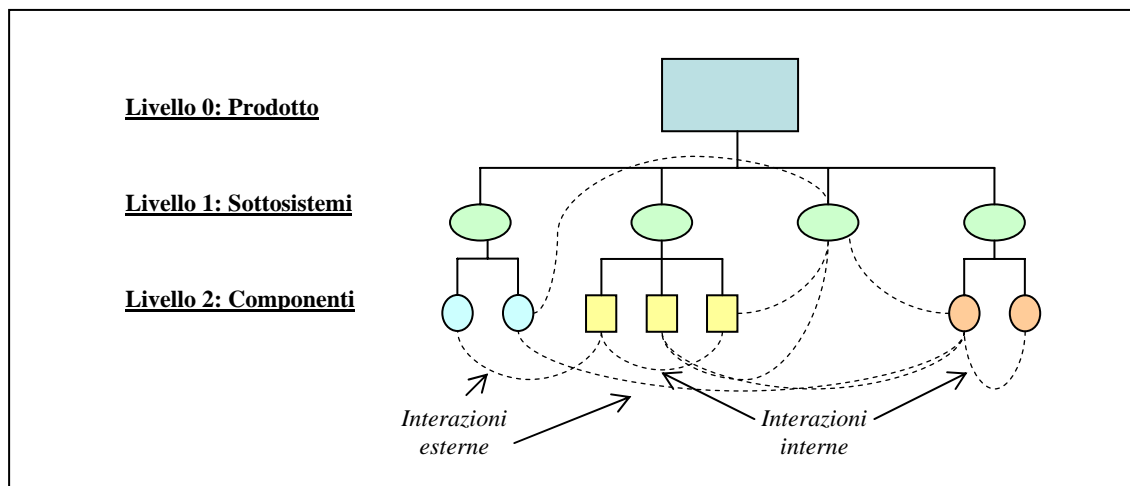 Livello 0: Prodotto
Livello 1: Sottosistemi
Livello 2: Componenti
Interazioni
esterne
Interazioni
interne